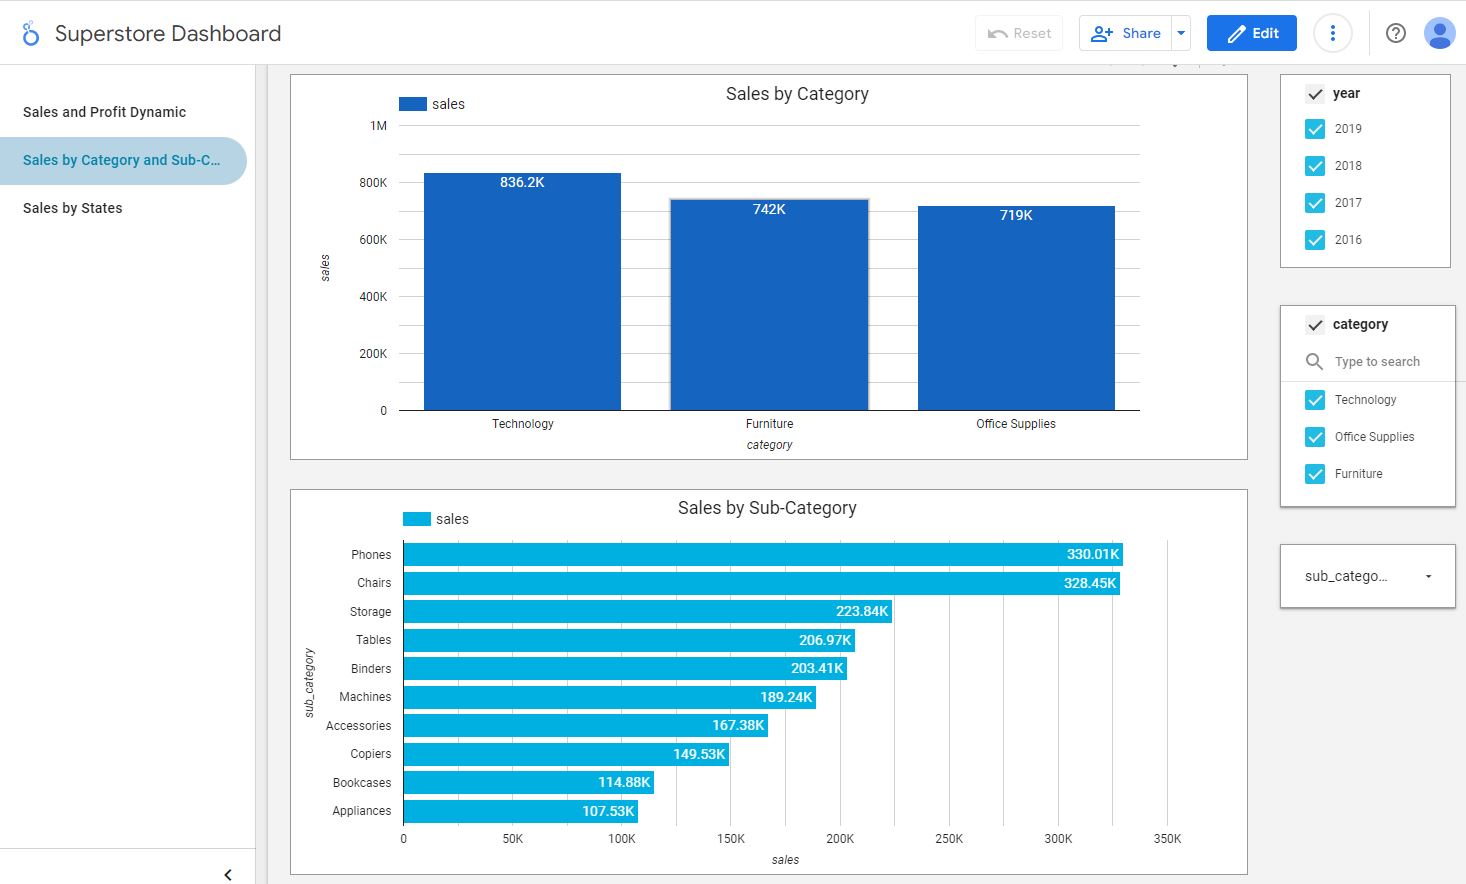 Superstore Dashboard
Reset
Share
Edit
Sales and Profit Dynamic
Sales by Category and Sub-C...
Sales by States
Sales by Category
sales
1M
800K
600K
400K
200K
0
sales
836.2K
742K
719K
Technology
Furniture
Office Supplies
category
Sales by Sub-Category
sales
sub_category
Phones 330.01K
Chairs 328.45K
Storage 223.84K
Tables 206.97K
Binders 203.41K
Machines 189.24K
Accessories 167.38K
Copiers 149.53K
Bookcases 114.88K
Appliances 107.53K
0 50K 100K 150K 200K 250K 300K 350K
sales
year
2019
2018
2017
2016
category
Type to search
Technology
Office Supplies
Furniture
sub_catego...